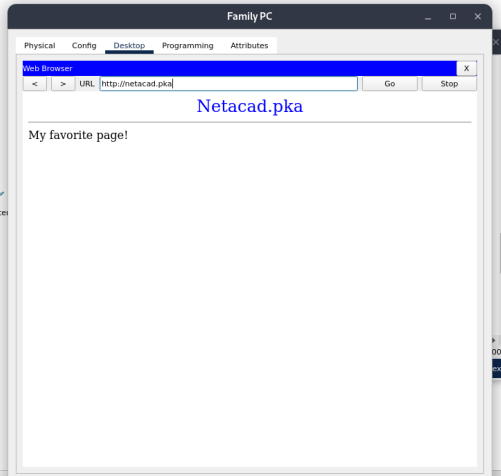 Family PC
Physical Config Desktop Programming Attributes
Web Browser X
< > URL http://netacad.pka Go Stop
Netacad.pka
My favorite page!